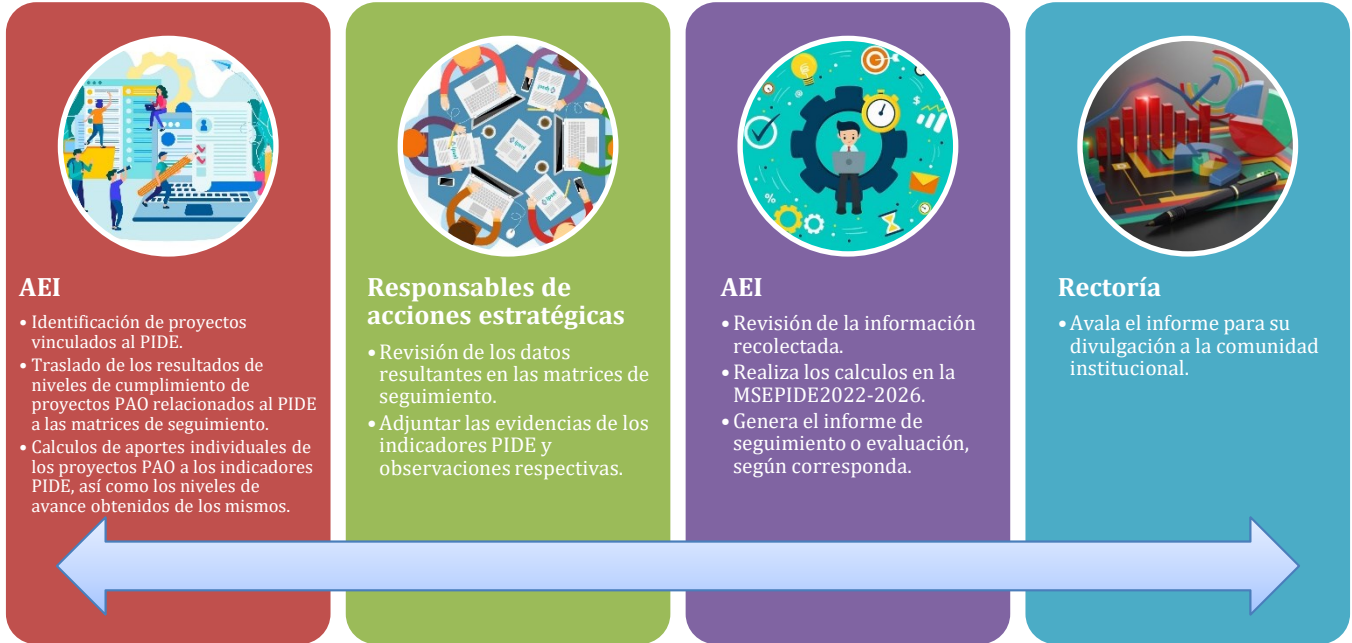 AEI
• Identificación de proyectos
vinculados al PIDE.
• Traslado de los resultados de
niveles de cumplimiento de
proyectos PAO relacionados al PIDE
a las matrices de seguimiento.
• Calculos de aportes individuales de
los proyectos PAO a los indicadores
PIDE, así como los niveles de
avance obtenidos de los mismos.
Responsables de
acciones estratégicas
• Revisión de los datos
resultantes en las matrices de
seguimiento.
• Adjuntar las evidencias de los
indicadores PIDE y
observaciones respectivas.
AEI
• Revisión de la información
recolectada.
• Realiza los calculos en la
MSEPIDE2022-2026.
• Genera el informe de
seguimiento o evaluación,
según corresponda.
Rectoría
• Avala el informe para su
divulgación a la comunidad
institucional.